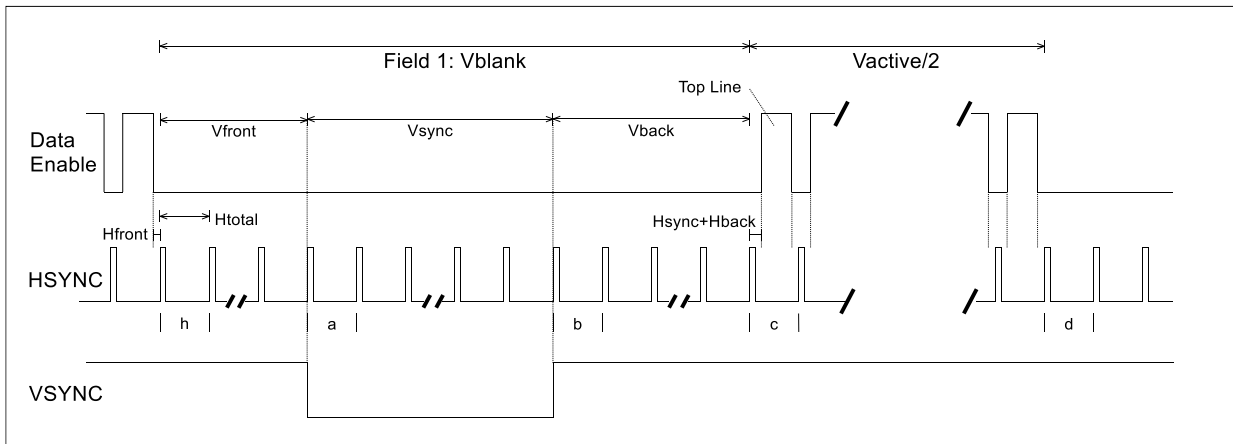 Field 1: Vblank
Vactive/2
Top Line
Data
Enable
Vfront
Vsync
Vback
Htotal
Hfront
Hsync+Hback
HSYNC
h
a
b
c
d
VSYNC